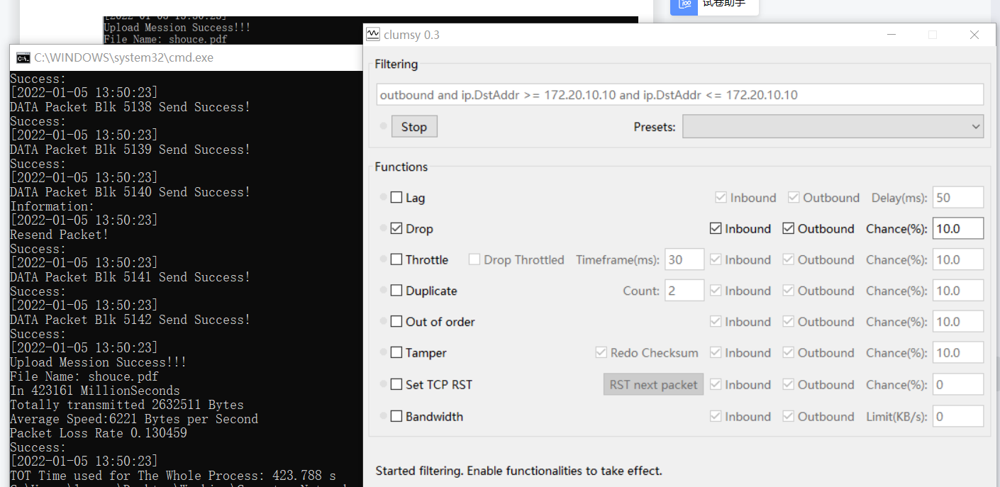 [2022-01-05 13:50:23]
Upload Mession Success!!!
File Name: shouce.pdf
试卷助手
C:\WINDOWS\system32\cmd.exe
Success:
[2022-01-05 13:50:23]
DATA Packet Blk 5138 Send Success!
Success:
[2022-01-05 13:50:23]
DATA Packet Blk 5139 Send Success!
Success:
[2022-01-05 13:50:23]
DATA Packet Blk 5140 Send Success!
Information:
[2022-01-05 13:50:23]
Resend Packet!
Success:
[2022-01-05 13:50:23]
DATA Packet Blk 5141 Send Success!
Success:
[2022-01-05 13:50:23]
DATA Packet Blk 5142 Send Success!
Success:
[2022-01-05 13:50:23]
Upload Mession Success!!!
File Name: shouce.pdf
In 423161 MillionSeconds
Totally transmitted 2632511 Bytes
Average Speed:6221 Bytes per Second
Packet Loss Rate 0.130459
Success:
[2022-01-05 13:50:23]
TOT Time used for The Whole Process: 423.788 s
clumsy 0.3
Filtering
outbound and ip.DstAddr >= 172.20.10.10 and ip.DstAddr <= 172.20.10.10
Stop Presets:
Functions
Lag Inbound Outbound Delay(ms): 50
Drop Inbound Outbound Chance(%): 10.0
Throttle Drop Throttled Timeframe(ms): 30 Inbound Outbound Chance(%): 10.0
Duplicate Count: 2 Inbound Outbound Chance(%): 10.0
Out of order Inbound Outbound Chance(%): 10.0
Tamper Redo Checksum Inbound Outbound Chance(%): 10.0
Set TCP RST RST next packet Inbound Outbound Chance(%): 0
Bandwidth Inbound Outbound Limit(KB/s): 0
Started filtering. Enable functionalities to take effect.